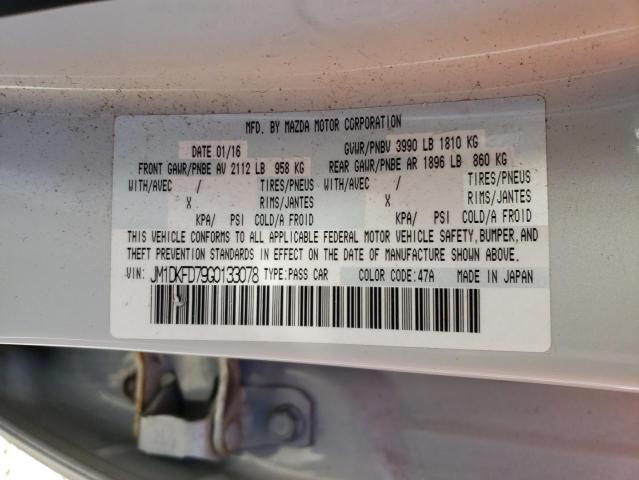 MFD. BY MAZDA MOTOR CORPORATION
DATE 01/16 GVWR/PNBV 3990 LB 1810 KG
FRONT GAWR/PNBE AV 2112 LB 958 KG REAR GAWR/PNBE AR 1896 LB 860 KG
WITH/AVEC / TIRES/PNEUS WITH/AVEC / TIRES/PNEUS
X RIMS/JANTES X RIMS/JANTES
KPA/ PSI COLD/A FROID KPA/ PSI COLD/A FROID
THIS VEHICLE CONFORMS TO ALL APPLICABLE FEDERAL MOTOR VEHICLE SAFETY, BUMPER, AND
THEFT PREVENTION STANDARDS IN EFFECT ON THE DATE OF MANUFACTURE SHOWN ABOVE.
VIN: JM1DKFD79G0133078 TYPE:PASS CAR COLOR CODE:47A MADE IN JAPAN